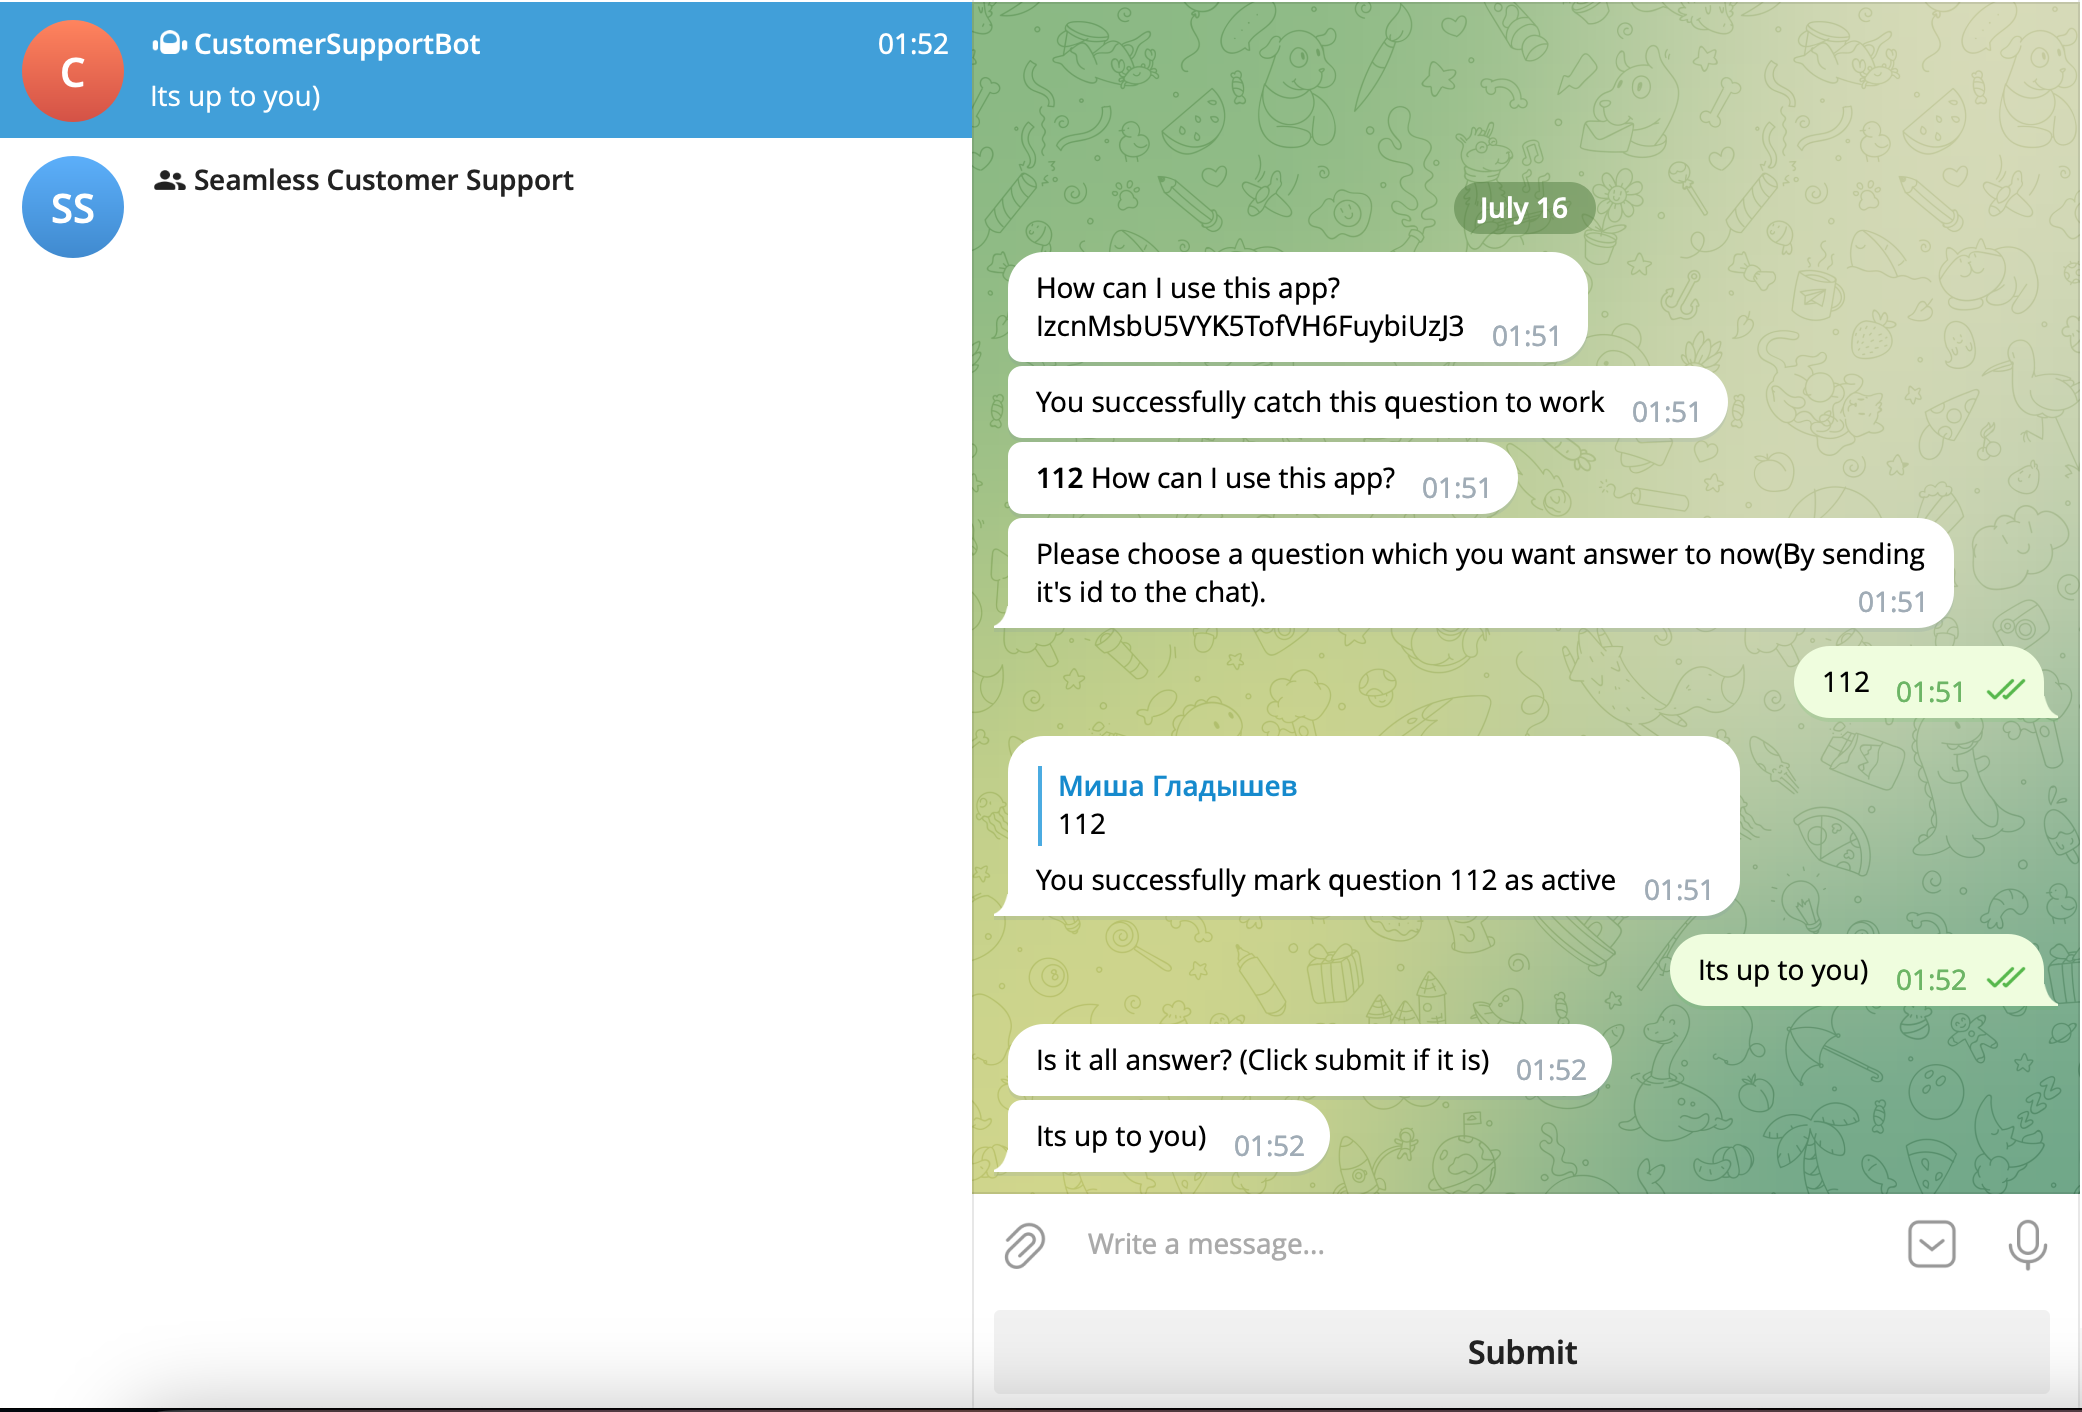 C
CustomerSupportBot
01:52
Its up to you)
SS
Seamless Customer Support
July 16
How can I use this app?
IzcnMsbU5VYK5TofVH6FuybiUzJ3 01:51
You successfully catch this question to work 01:51
112 How can I use this app? 01:51
Please choose a question which you want answer to now(By sending
it's id to the chat). 01:51
112 01:51
Миша Гладышев
112
You successfully mark question 112 as active 01:51
Its up to you) 01:52
Is it all answer? (Click submit if it is) 01:52
Its up to you) 01:52
Write a message...
Submit